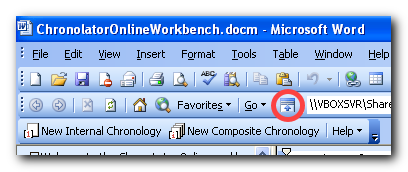 ChronolatorOnlineWorkbench.docm - Microsoft Word
File Edit View Insert Format Tools Table Window
ABC
Favorites Go \\VBOXSVR\Share
New Internal Chronology New Composite Chronology Help